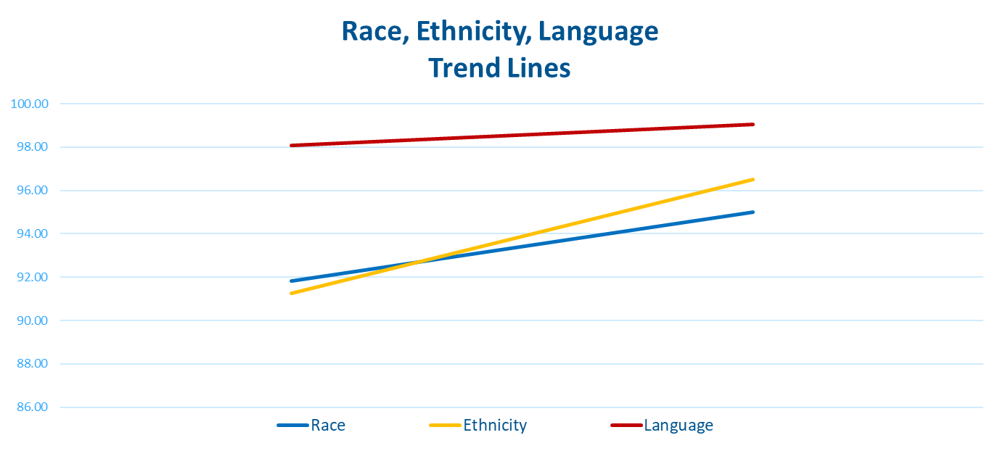 Race, Ethnicity, Language
Trend Lines
100.00
98.00
96.00
94.00
92.00
90.00
88.00
86.00
Race Ethnicity Language